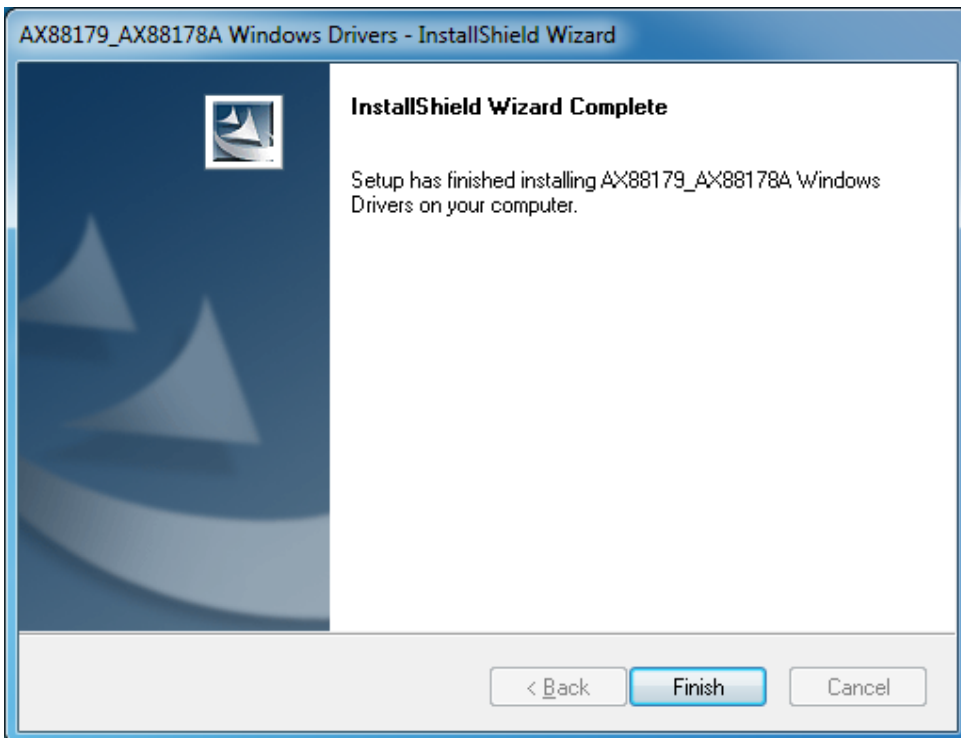 AX88179_AX88178A Windows Drivers - InstallShield Wizard
InstallShield Wizard Complete
Setup has finished installing AX88179_AX88178A Windows
Drivers on your computer.
< Back
Finish
Cancel